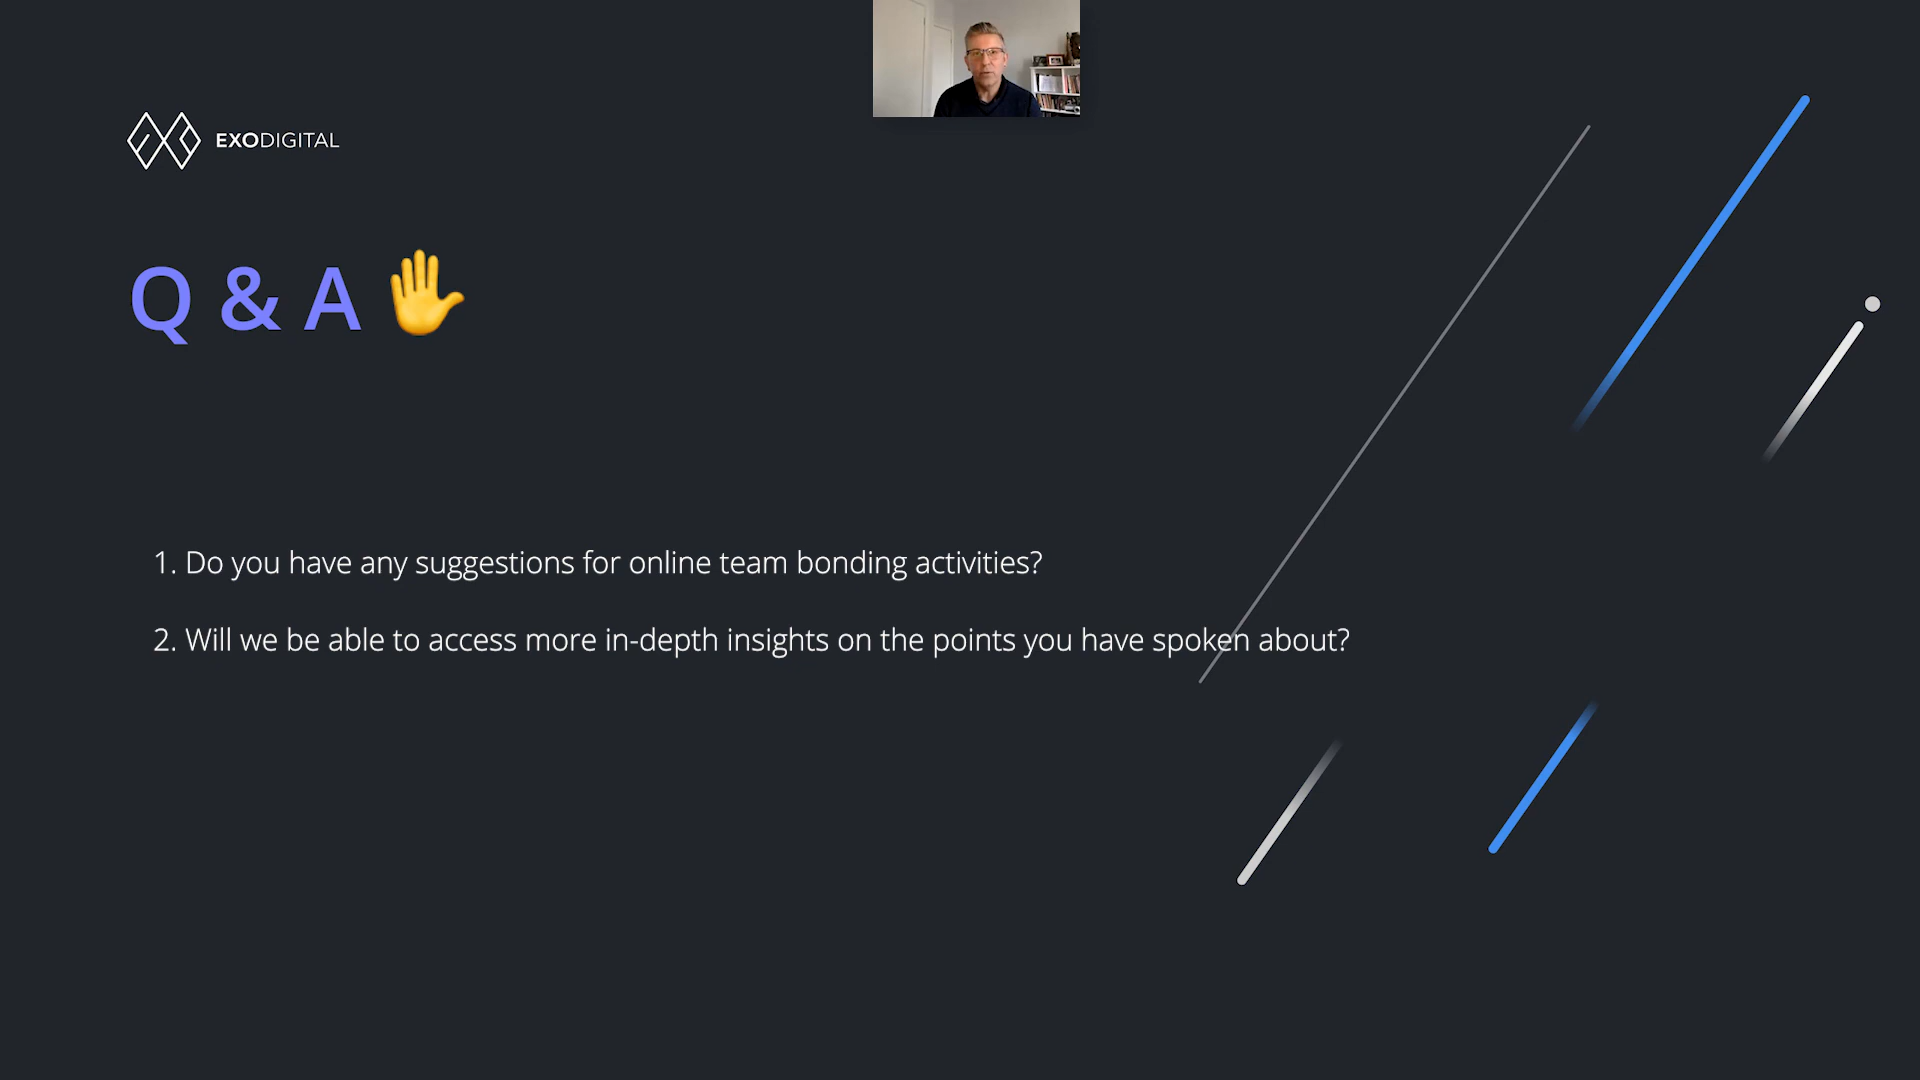 EXODIGITAL
Q & A ✋
1. Do you have any suggestions for online team bonding activities?
2. Will we be able to access more in-depth insights on the points you have spoken about?